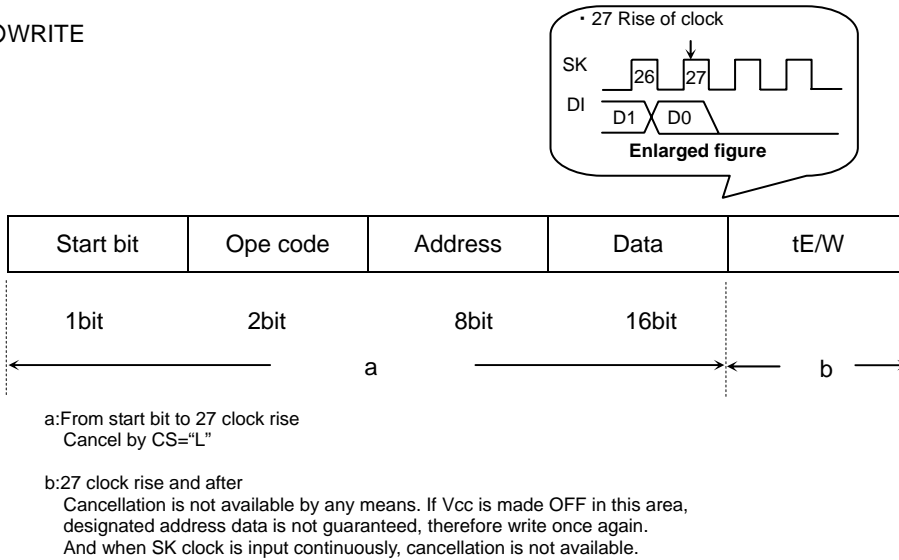 ・27 Rise of clock
WRITE
SK 26 27
DI D1 D0
Enlarged figure
Start bit Ope code Address Data tE/W
1bit 2bit 8bit 16bit
a b
a:From start bit to 27 clock rise
Cancel by CS=“L”
b:27 clock rise and after
Cancellation is not available by any means. If Vcc is made OFF in this area,
designated address data is not guaranteed, therefore write once again.
And when SK clock is input continuously, cancellation is not available.